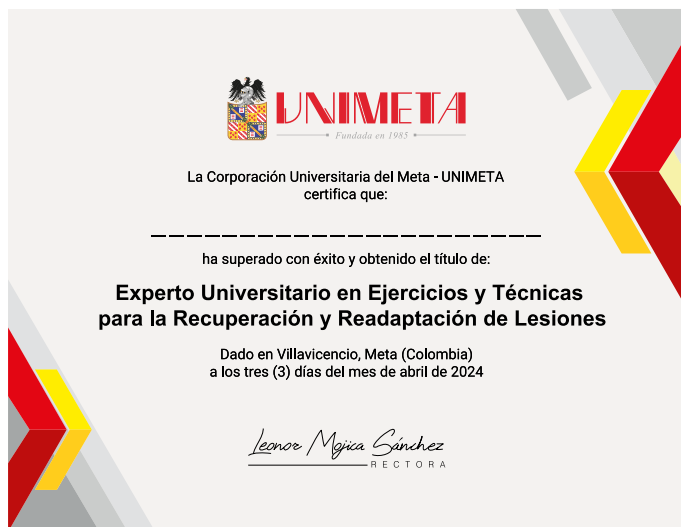 UNIMETA
Fundada en 1985
La Corporación Universitaria del Meta - UNIMETA
certifica que:
ha superado con éxito y obtenido el título de:
Experto Universitario en Ejercicios y Técnicas
para la Recuperación y Readaptación de Lesiones
Dado en Villavicencio, Meta (Colombia)
a los tres (3) días del mes de abril de 2024
Leonor Mojica Sánchez
RECTORA